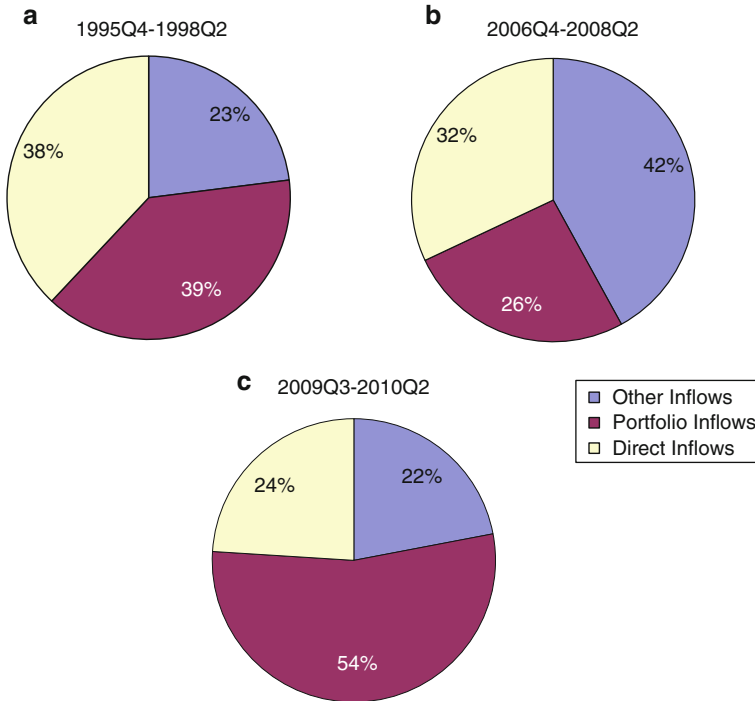 a
1995Q4-1998Q2
23%
38%
39%
b
2006Q4-2008Q2
32%
42%
26%
c
2009Q3-2010Q2
24%
22%
54%
Other Inflows
Portfolio Inflows
Direct Inflows